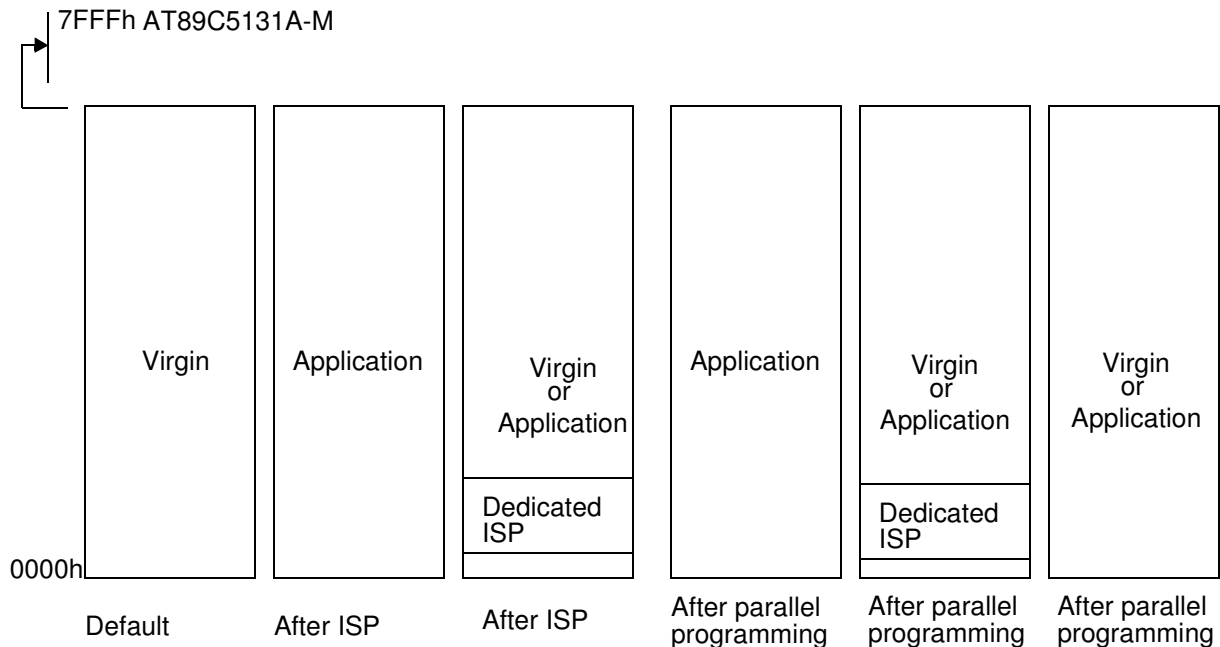 7FFFh AT89C5131A-M
Virgin
Application
Virgin
or
Application
Application
Virgin
or
Application
Virgin
or
Application
Dedicated
ISP
Dedicated
ISP
0000h
Default
After ISP
After ISP
After parallel
programming
After parallel
programming
After parallel
programming